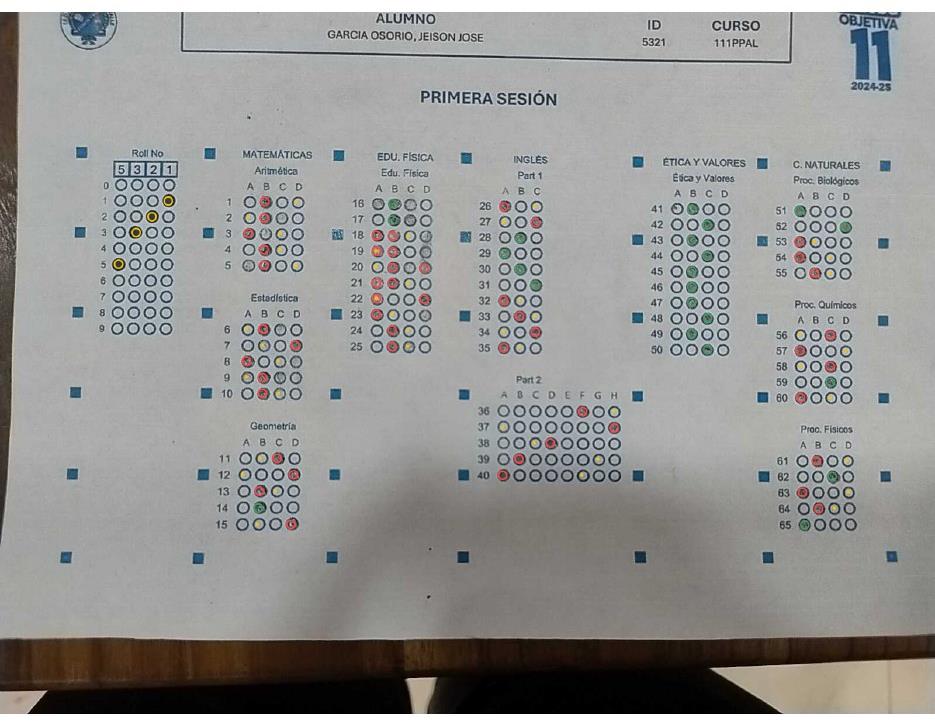 ALUMNO
GARCIA OSORIO, JEISON JOSE
ID
5321
CURSO
111PPAL
OBJETIVA
11
2024-25
PRIMERA SESIÓN
Roll No
5 3 2 1
0
1
2
3
4
5
6
7
8
9
MATEMÁTICAS
Aritmética
A B C D
1
2
3
4
5
Estadística
A B C D
6
7
8
9
10
Geometría
A B C D
11
12
13
14
15
EDU. FÍSICA
Edu. Física
A B C D
16
17
18
19
20
21
22
23
24
25
INGLÉS
Part 1
A B C
26
27
28
29
30
31
32
33
34
35
Part 2
A B C D E F G H
36
37
38
39
40
ÉTICA Y VALORES
Ética y Valores
A B C D
41
42
43
44
45
46
47
48
49
50
C. NATURALES
Proc. Biológicos
A B C D
51
52
53
54
55
Proc. Químicos
A B C D
56
57
58
59
60
Proc. Físicos
A B C D
61
62
63
64
65